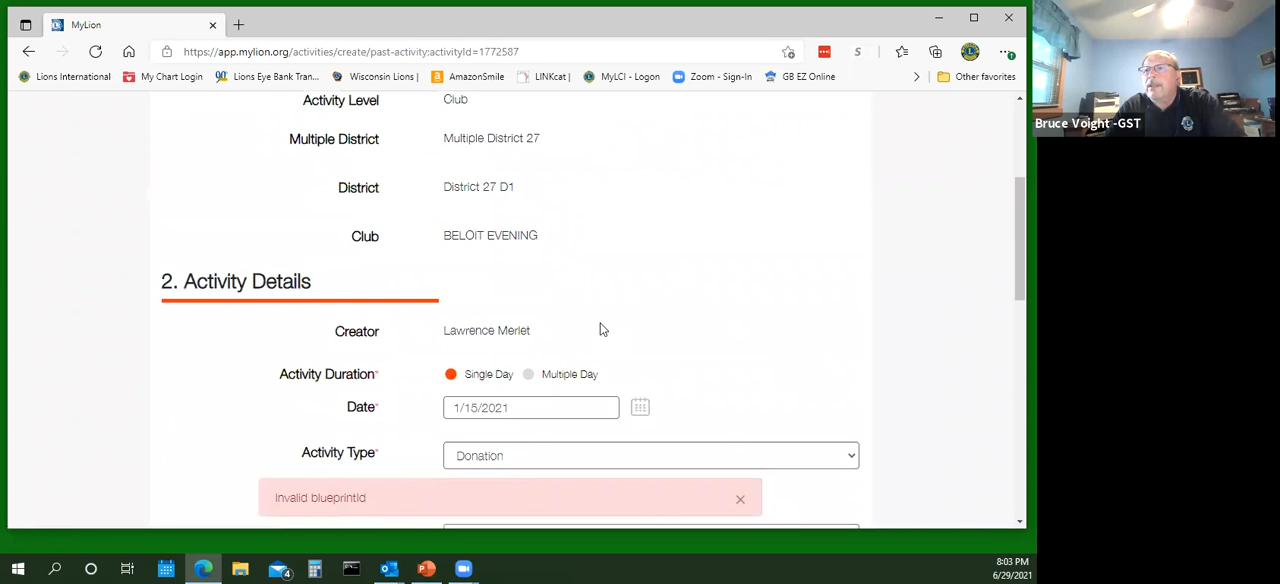 MyLion
https://app.mylion.org/activities/create/past-activity;activityId=1772587
Lions International
My Chart Login
Lions Eye Bank Tran...
Wisconsin Lions |
AmazonSmile
LINKcat |
MyLCI - Logon
Zoom - Sign-In
GB EZ Online
Other favorites
Bruce Voight -GST
Activity Level Club
Multiple District Multiple District 27
District District 27 D1
Club BELOIT EVENING
2. Activity Details
Creator Lawrence Merlet
Activity Duration* Single Day Multiple Day
Date* 1/15/2021
Activity Type* Donation
Invalid blueprintId
4
8:03 PM
6/29/2021